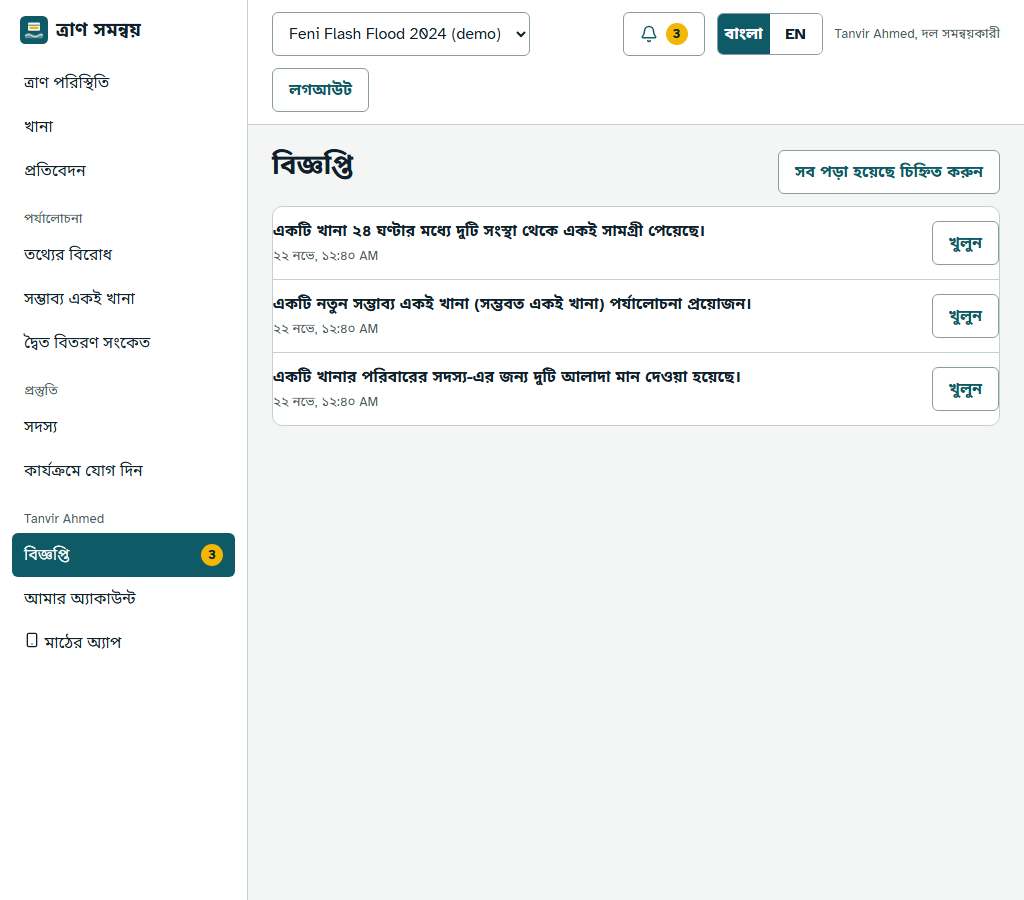 ত্রাণ সমন্বয়
ত্রাণ পরিস্থিতি
খানা
প্রতিবেদন
পর্যালোচনা
তথ্যের বিরোধ
সম্ভাব্য একই খানা
দ্বৈত বিতরণ সংকেত
প্রস্তুতি
সদস্য
কার্যক্রমে যোগ দিন
Tanvir Ahmed
বিজ্ঞপ্তি 3
আমার অ্যাকাউন্ট
মাঠের অ্যাপ
Feni Flash Flood 2024 (demo)
3
বাংলা EN
Tanvir Ahmed, দল সমন্বয়কারী
লগআউট
বিজ্ঞপ্তি
সব পড়া হয়েছে চিহ্নিত করুন
একটি খানা ২৪ ঘণ্টার মধ্যে দুটি সংস্থা থেকে একই সামগ্রী পেয়েছে।
২২ নভে, ১২:৪০ AM
খুলুন
একটি নতুন সম্ভাব্য একই খানা (সম্ভবত একই খানা) পর্যালোচনা প্রয়োজন।
২২ নভে, ১২:৪০ AM
খুলুন
একটি খানার পরিবারের সদস্য-এর জন্য দুটি আলাদা মান দেওয়া হয়েছে।
২২ নভে, ১২:৪০ AM
খুলুন